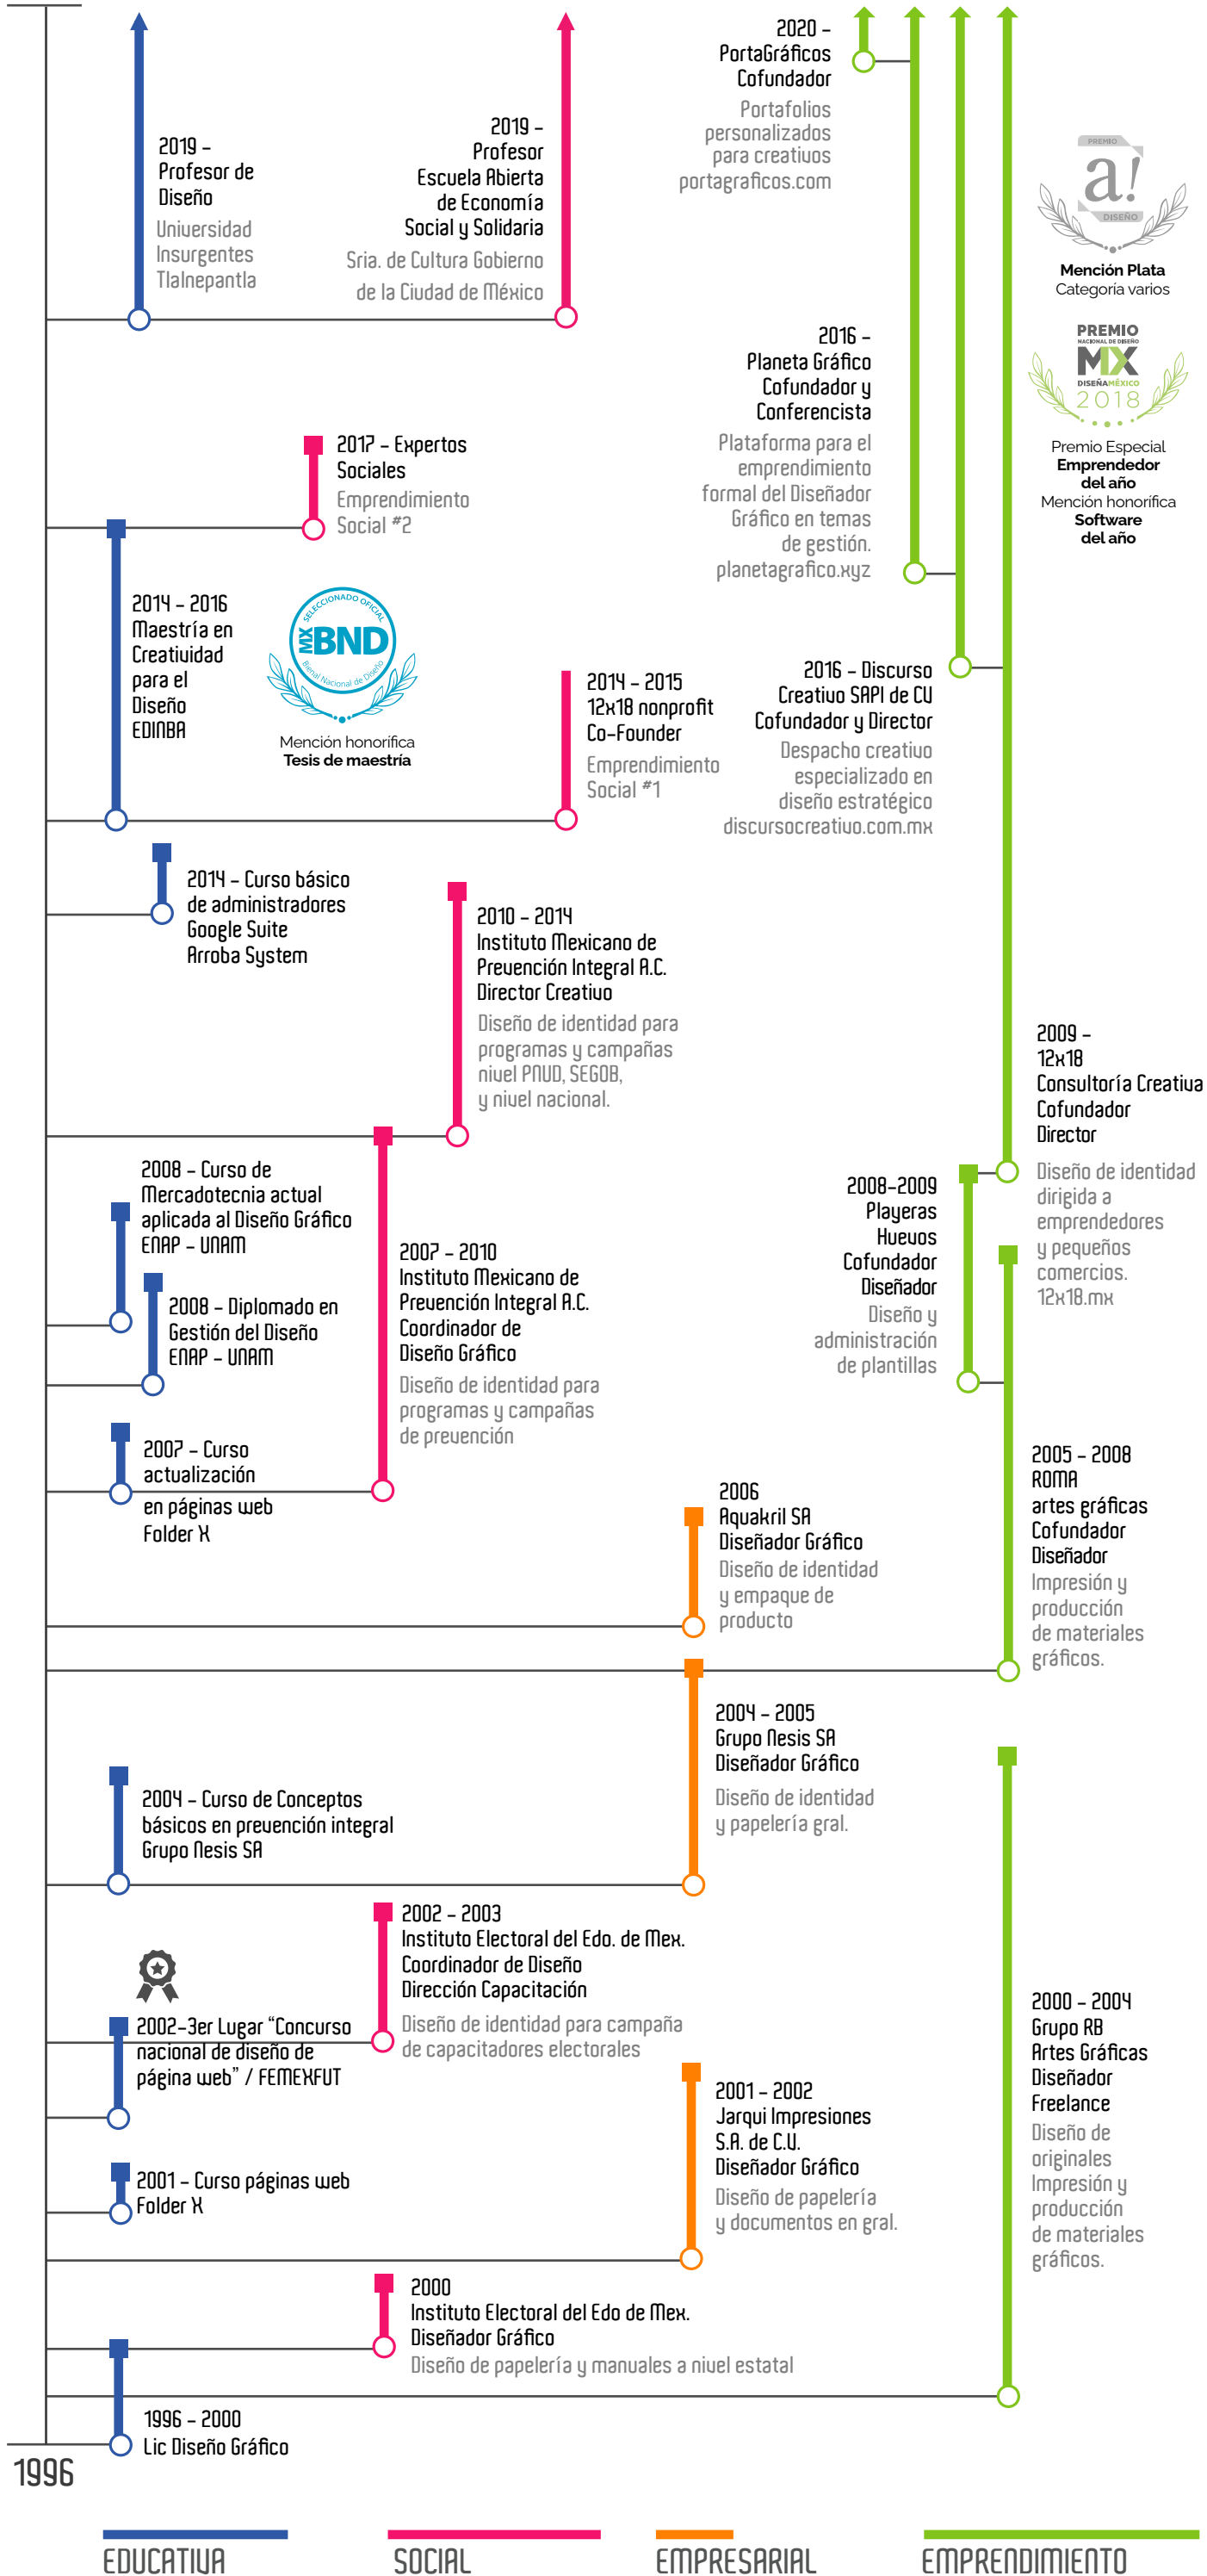 2020 –
PortaGráficos
Cofundador
Portafolios
personalizados
para creativos
portagraficos.com
2019 –
Profesor de
Diseño
Universidad
Insurgentes
Tlalnepantla
2019 –
Profesor
Escuela Abierta
de Economía
Social y Solidaria
Sria. de Cultura Gobierno
de la Ciudad de México
PREMIO
a!
DISEÑO
Mención Plata
Categoría varios
PREMIO
NACIONAL DE DISEÑO
MX
DISEÑAMÉXICO
2018
Premio Especial
Emprendedor
del año
Mención honorífica
Software
del año
2016 –
Planeta Gráfico
Cofundador y
Conferencista
Plataforma para el
emprendimiento
formal del Diseñador
Gráfico en temas
de gestión.
planetagrafico.xyz
2017 – Expertos
Sociales
Emprendimiento
Social #2
2014 – 2016
Maestría en
Creatividad
para el
Diseño
EDINBA
SELECCIONADO OFICIAL
MX BND
Bienal Nacional de Diseño
Mención honorífica
Tesis de maestría
2014 – 2015
12x18 nonprofit
Co-Founder
Emprendimiento
Social #1
2016 – Discurso
Creativo SAPI de CV
Cofundador y Director
Despacho creativo
especializado en
diseño estratégico
discursocreativo.com.mx
2014 – Curso básico
de administradores
Google Suite
Arroba System
2010 – 2014
Instituto Mexicano de
Prevención Integral A.C.
Director Creativo
Diseño de identidad para
programas y campañas
nivel PNUD, SEGOB,
y nivel nacional.
2009 –
12x18
Consultoría Creativa
Cofundador
Director
Diseño de identidad
dirigida a
emprendedores
y pequeños
comercios.
12x18.mx
2008 – Curso de
Mercadotecnia actual
aplicada al Diseño Gráfico
ENAP – UNAM
2008 – Diplomado en
Gestión del Diseño
ENAP – UNAM
2007 – 2010
Instituto Mexicano de
Prevención Integral A.C.
Coordinador de
Diseño Gráfico
Diseño de identidad para
programas y campañas
de prevención
2008-2009
Playeras
Huevos
Cofundador
Diseñador
Diseño y
administración
de plantillas
2007 – Curso
actualización
en páginas web
Folder X
2006
Aquakril SA
Diseñador Gráfico
Diseño de identidad
y empaque de
producto
2005 – 2008
ROMA
artes gráficas
Cofundador
Diseñador
Impresión y
producción
de materiales
gráficos.
2004 – 2005
Grupo Nesis SA
Diseñador Gráfico
Diseño de identidad
y papelería gral.
2004 – Curso de Conceptos
básicos en prevención integral
Grupo Nesis SA
2002 – 2003
Instituto Electoral del Edo. de Mex.
Coordinador de Diseño
Dirección Capacitación
Diseño de identidad para campaña
de capacitadores electorales
2002-3er Lugar “Concurso
nacional de diseño de
página web” / FEMEXFUT
2000 – 2004
Grupo RB
Artes Gráficas
Diseñador
Freelance
Diseño de
originales
Impresión y
producción
de materiales
gráficos.
2001 – 2002
Jarqui Impresiones
S.A. de C.V.
Diseñador Gráfico
Diseño de papelería
y documentos en gral.
2001 – Curso páginas web
Folder X
2000
Instituto Electoral del Edo de Mex.
Diseñador Gráfico
Diseño de papelería y manuales a nivel estatal
1996 – 2000
Lic Diseño Gráfico
1996
EDUCATIVA
SOCIAL
EMPRESARIAL
EMPRENDIMIENTO